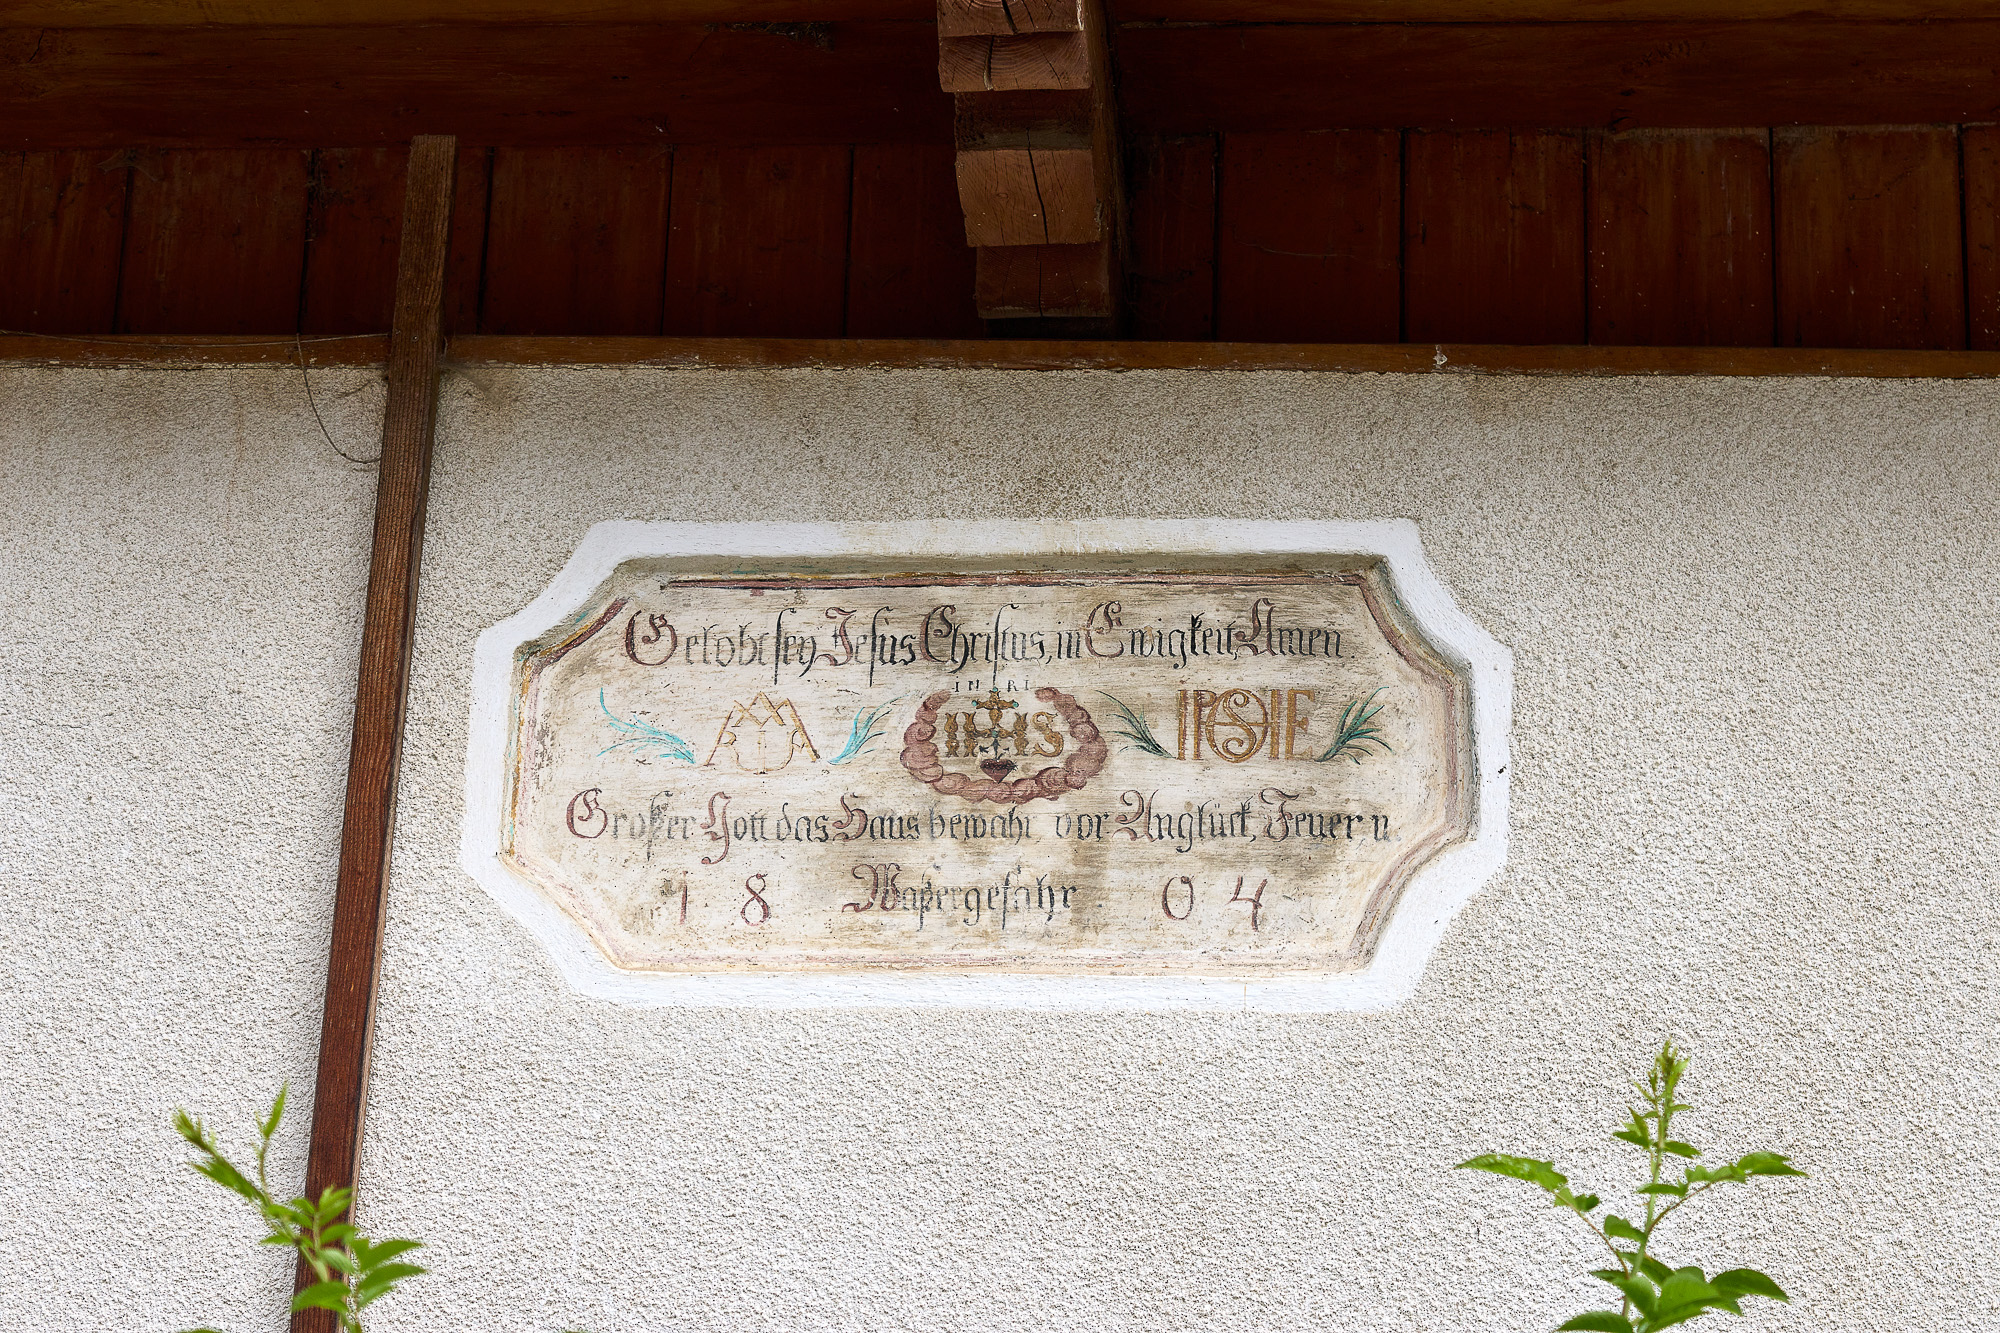 Gelobt sey Jesus Christus, in Ewigkeit, Amen.
INRI
IHS
Großer Gott das Haus bewahr vor Unglück, Feuer, u.
18 Waßergefahr 04